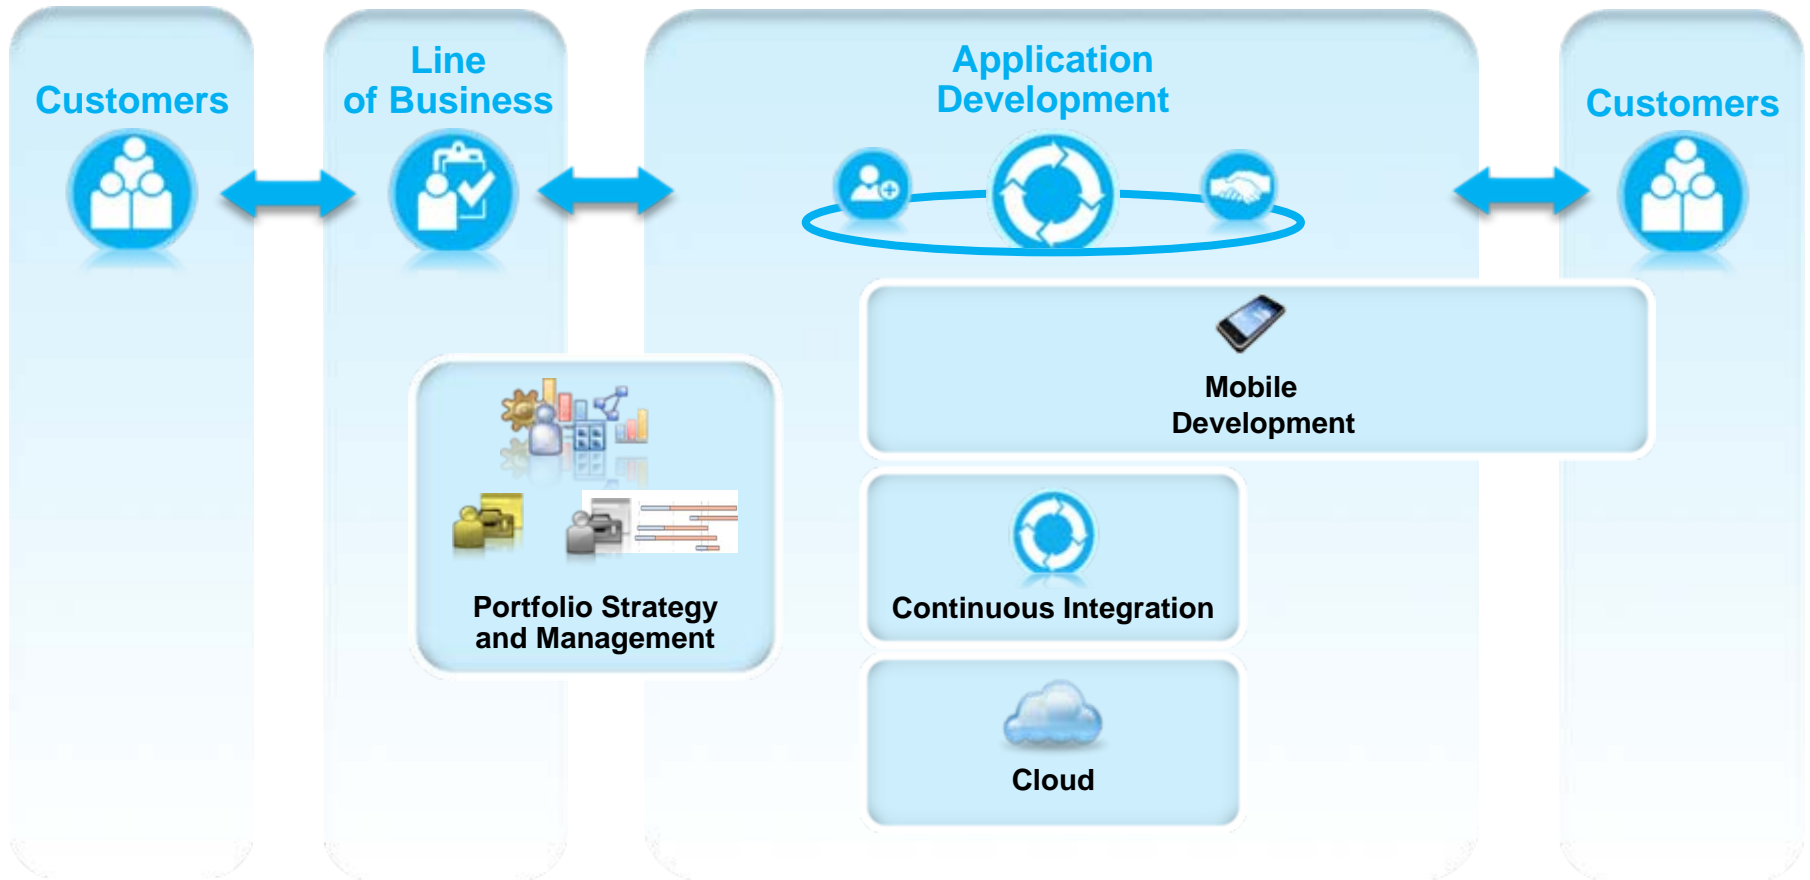 Customers
Line
of Business
Application
Development
Customers
Mobile
Development
Portfolio Strategy
and Management
Continuous Integration
Cloud